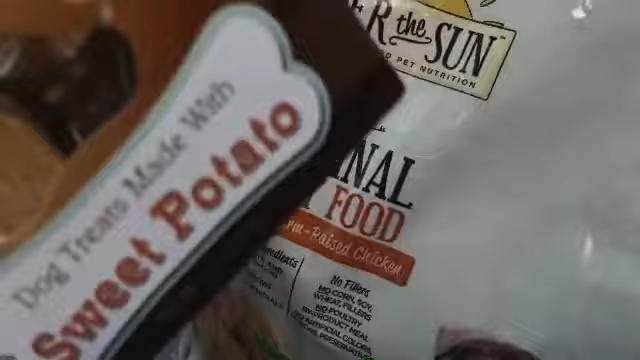 Dog Treats Made With
Sweet Potato
R the SUN
PET NUTRITION
NAL
FOOD
rm-Raised Chicken
No Fillers
NO CORN, SOY,
WHEAT, FILLERS
NO POULTRY
BY-PRODUCT MEAL
ARTIFICIAL COLORS